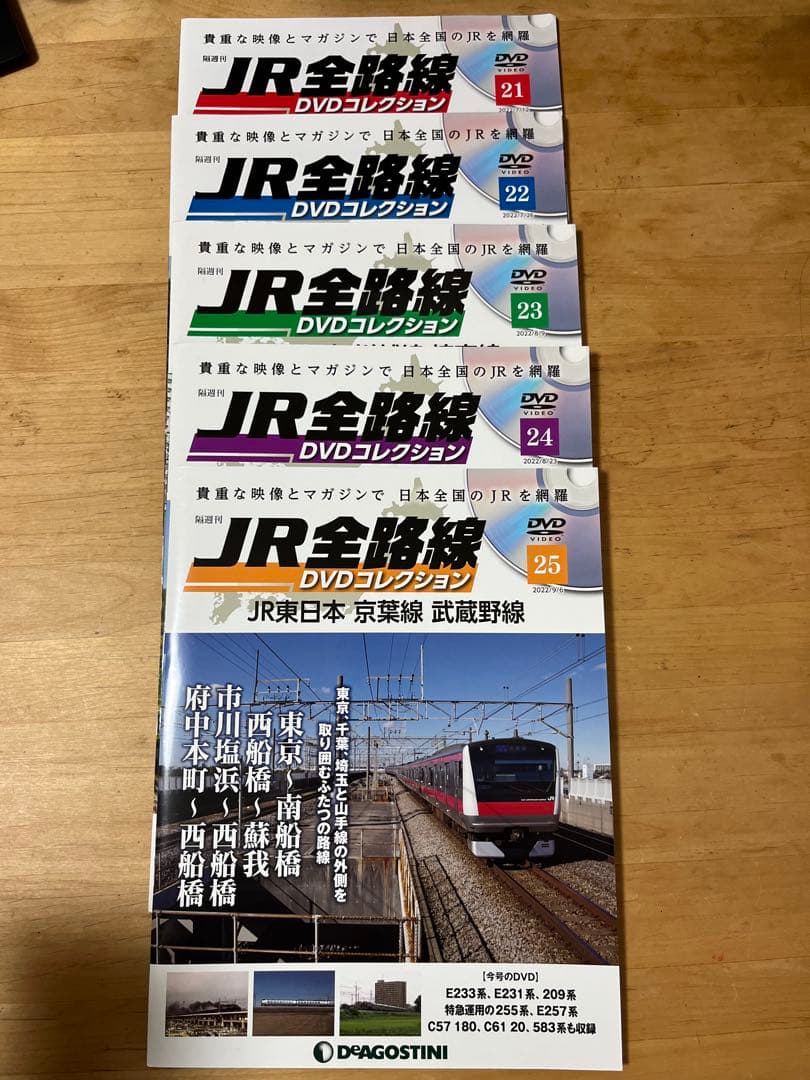 貴重な映像とマガジンで 日本全国のJRを網羅
隔週刊
JR全路線
DVDコレクション
DVD
VIDEO
21
2022/7/12
貴重な映像とマガジンで 日本全国のJRを網羅
隔週刊
JR全路線
DVDコレクション
DVD
VIDEO
22
2022/7/26
貴重な映像とマガジンで 日本全国のJRを網羅
隔週刊
JR全路線
DVDコレクション
DVD
VIDEO
23
2022/8/9
貴重な映像とマガジンで 日本全国のJRを網羅
隔週刊
JR全路線
DVDコレクション
DVD
VIDEO
24
2022/8/23
貴重な映像とマガジンで 日本全国のJRを網羅
隔週刊
JR全路線
DVDコレクション
DVD
VIDEO
25
2022/9/6
JR東日本 京葉線 武蔵野線
東京、千葉、埼玉と山手線の外側を
取り囲むふたつの路線
東京〜南船橋
西船橋〜蘇我
市川塩浜〜西船橋
府中本町〜西船橋
【今号のDVD】
E233系、E231系、209系
特急運用の255系、E257系
C57 180、C61 20、583系も収録
DeAGOSTINI